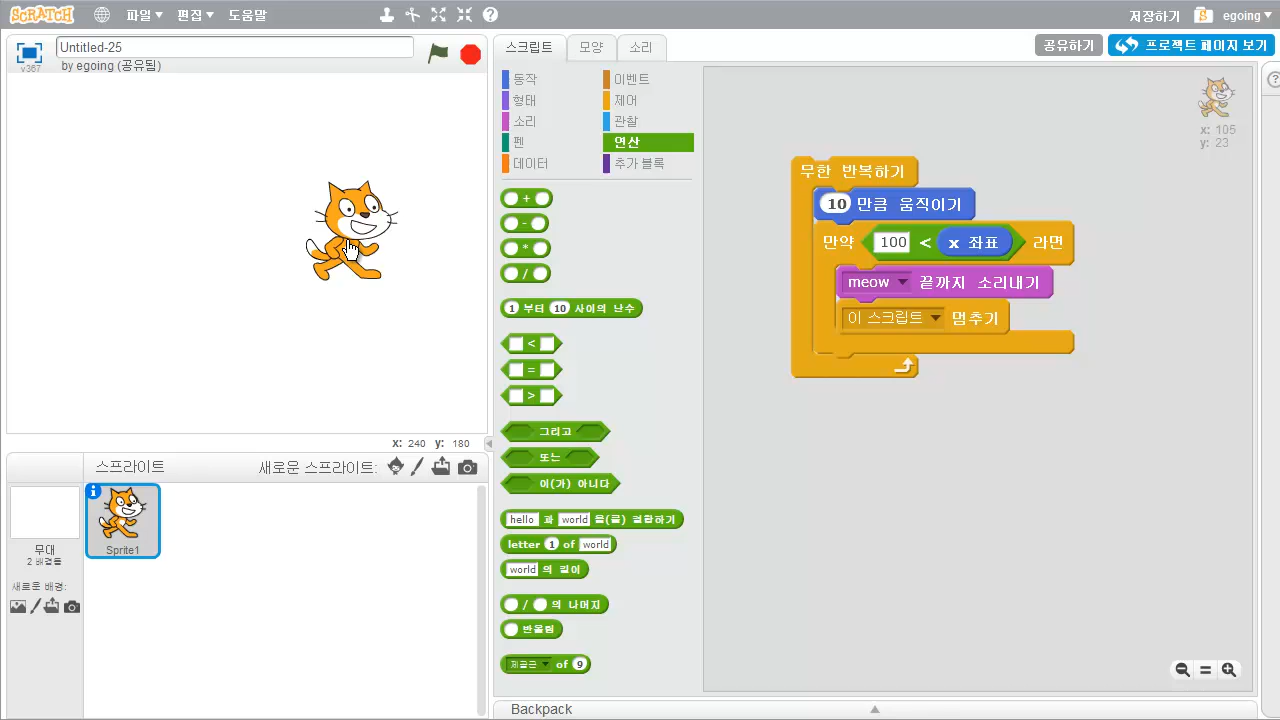 SCRATCH 파일▼ 편집▼ 도움말 저장하기 egoing▼
v367 Untitled-25
by egoing (공유됨)
스크립트 모양 소리 공유하기 프로젝트 페이지 보기
동작 이벤트
형태 제어
소리 관찰
펜 연산
데이터 추가 블록
+
-
*
/
1 부터 10 사이의 난수
<
=
>
그리고
또는
이(가) 아니다
hello 과 world 을(를) 결합하기
letter 1 of world
world 의 길이
/ 의 나머지
반올림
제곱근 of 9
x: 105
y: 23
무한 반복하기
10 만큼 움직이기
만약 100 < x 좌표 라면
meow 끝까지 소리내기
이 스크립트 멈추기
x: 240 y: 180
스프라이트 새로운 스프라이트:
무대
2 배경들
새로운 배경:
Sprite1
Backpack